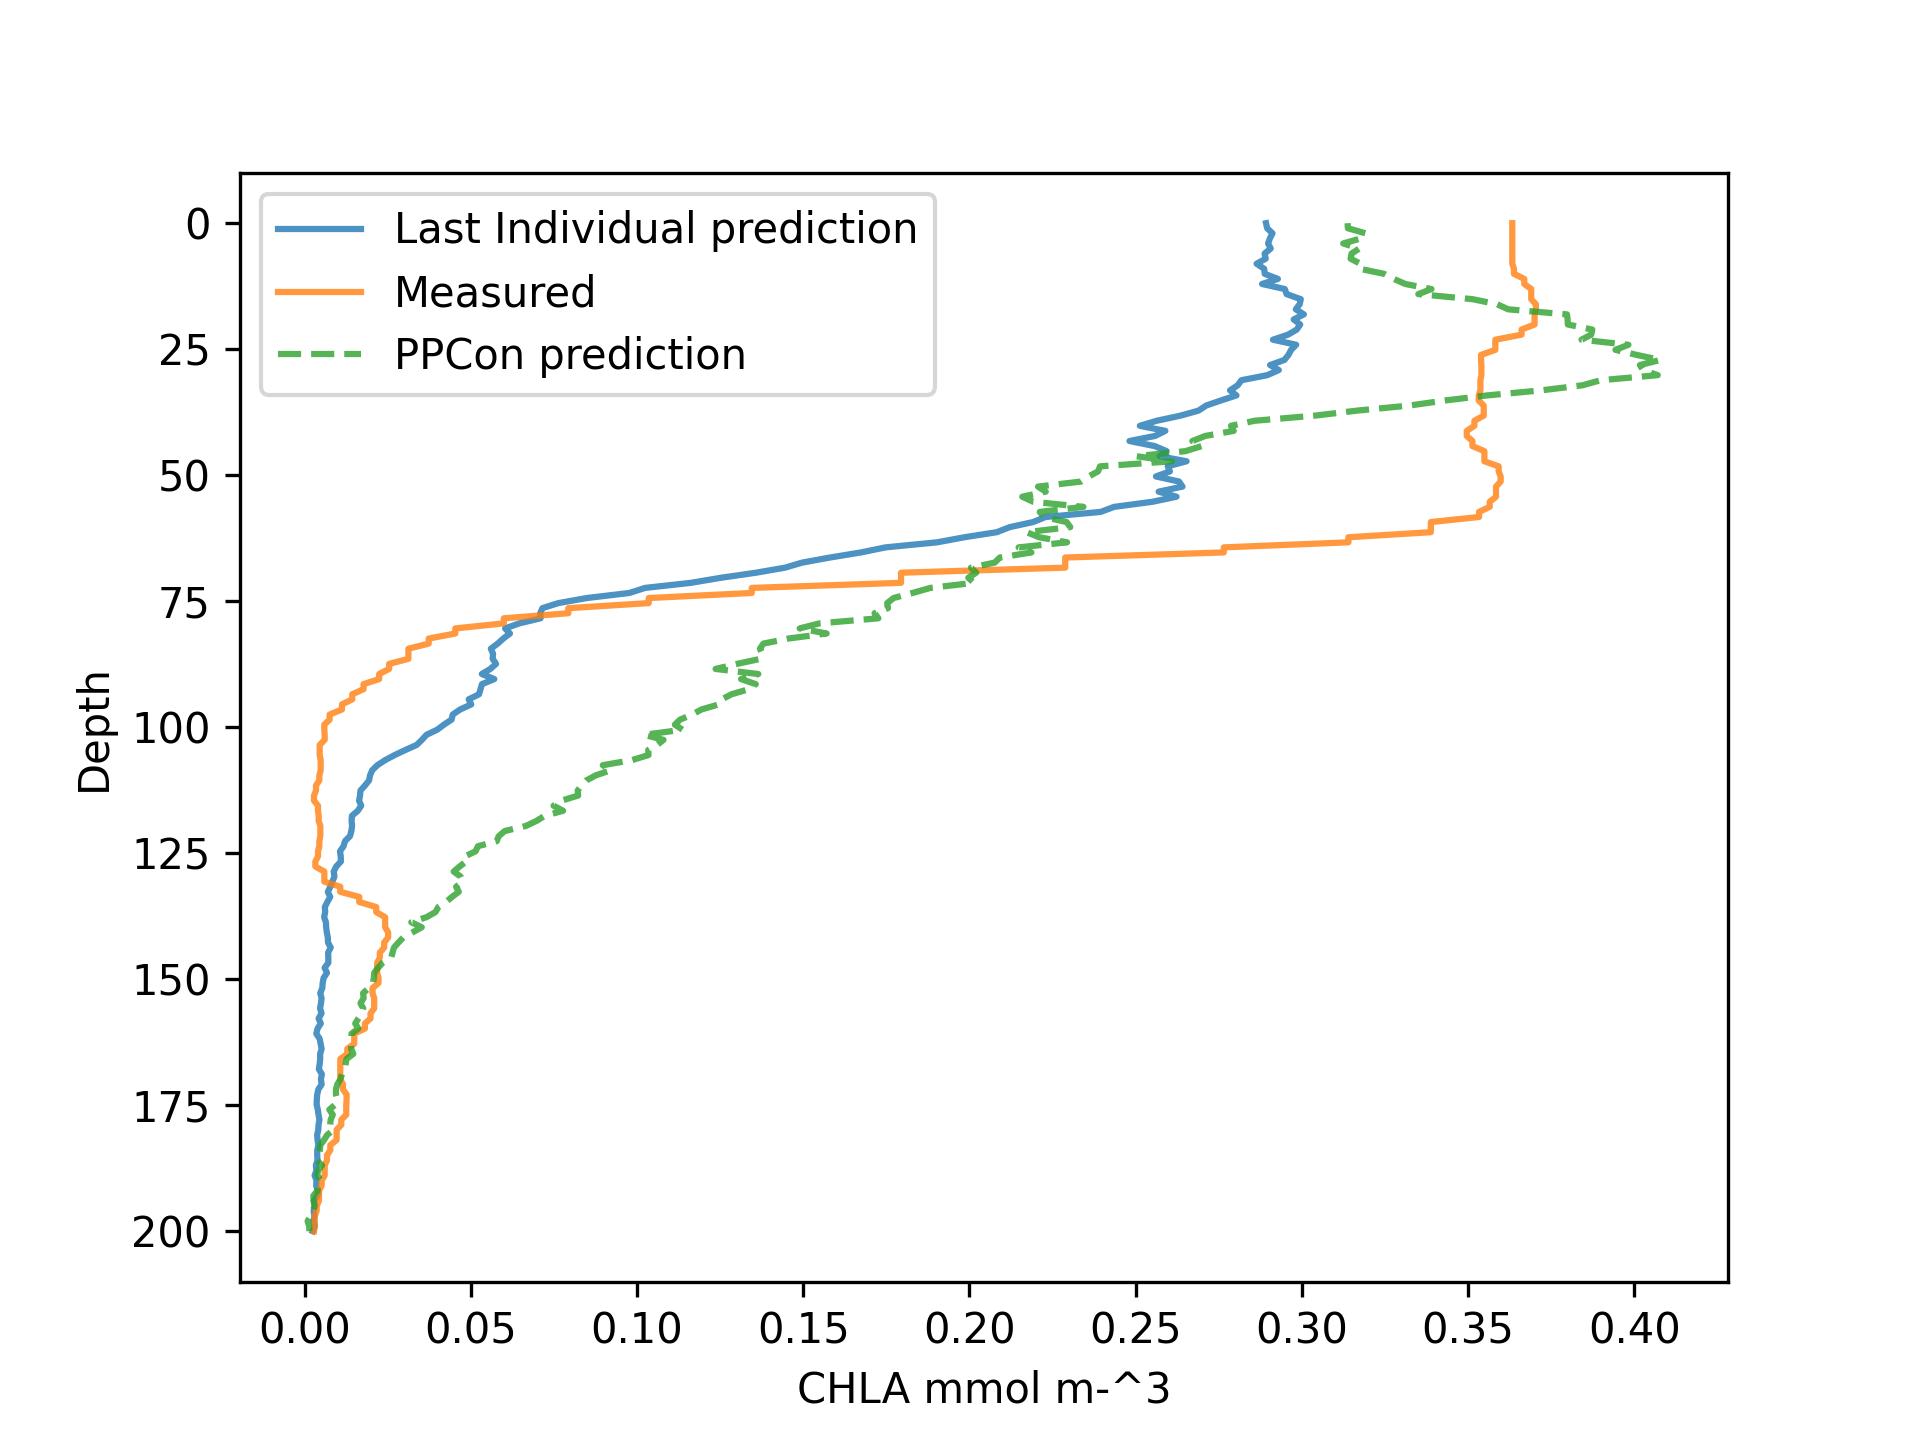 Last Individual prediction
Measured
PPCon prediction
0
25
50
75
100
125
150
175
200
Depth
0.00 0.05 0.10 0.15 0.20 0.25 0.30 0.35 0.40
CHLA mmol m-^3